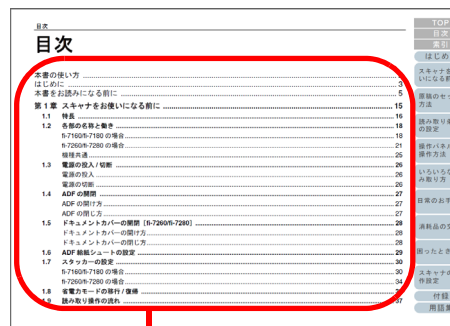 目次
目次
本書の使い方
はじめに 3
本書をお読みになる前に 5
第 1 章 スキャナをお使いになる前に 15
1.1 特長 16
1.2 各部の名称と働き 18
fi-7160/fi-7180 の場合 18
fi-7260/fi-7280 の場合 21
機種共通 25
1.3 電源の投入 / 切断 26
電源の投入 26
電源の切断 26
1.4 ADF の開閉 27
ADF の開け方 27
ADF の閉じ方 27
1.5 ドキュメントカバーの開閉 [fi-7260/fi-7280] 28
ドキュメントカバーの開け方 28
ドキュメントカバーの閉じ方 28
1.6 ADF 給紙シュートの設定 29
1.7 スタッカーの設定 30
fi-7160/fi-7180 の場合 30
fi-7260/fi-7280 の場合 34
1.8 省電力モードの移行 / 復帰
1.9 読み取り操作の流れ 37
TOP
目次
索引
はじめ
スキャナを
いになる前
原稿のセッ
方法
読み取り
の設定
操作パネル
操作方法
いろいろな
み取り方
日常のお手
消耗品の
困ったとき
スキャナの
作設定
付録
用語集